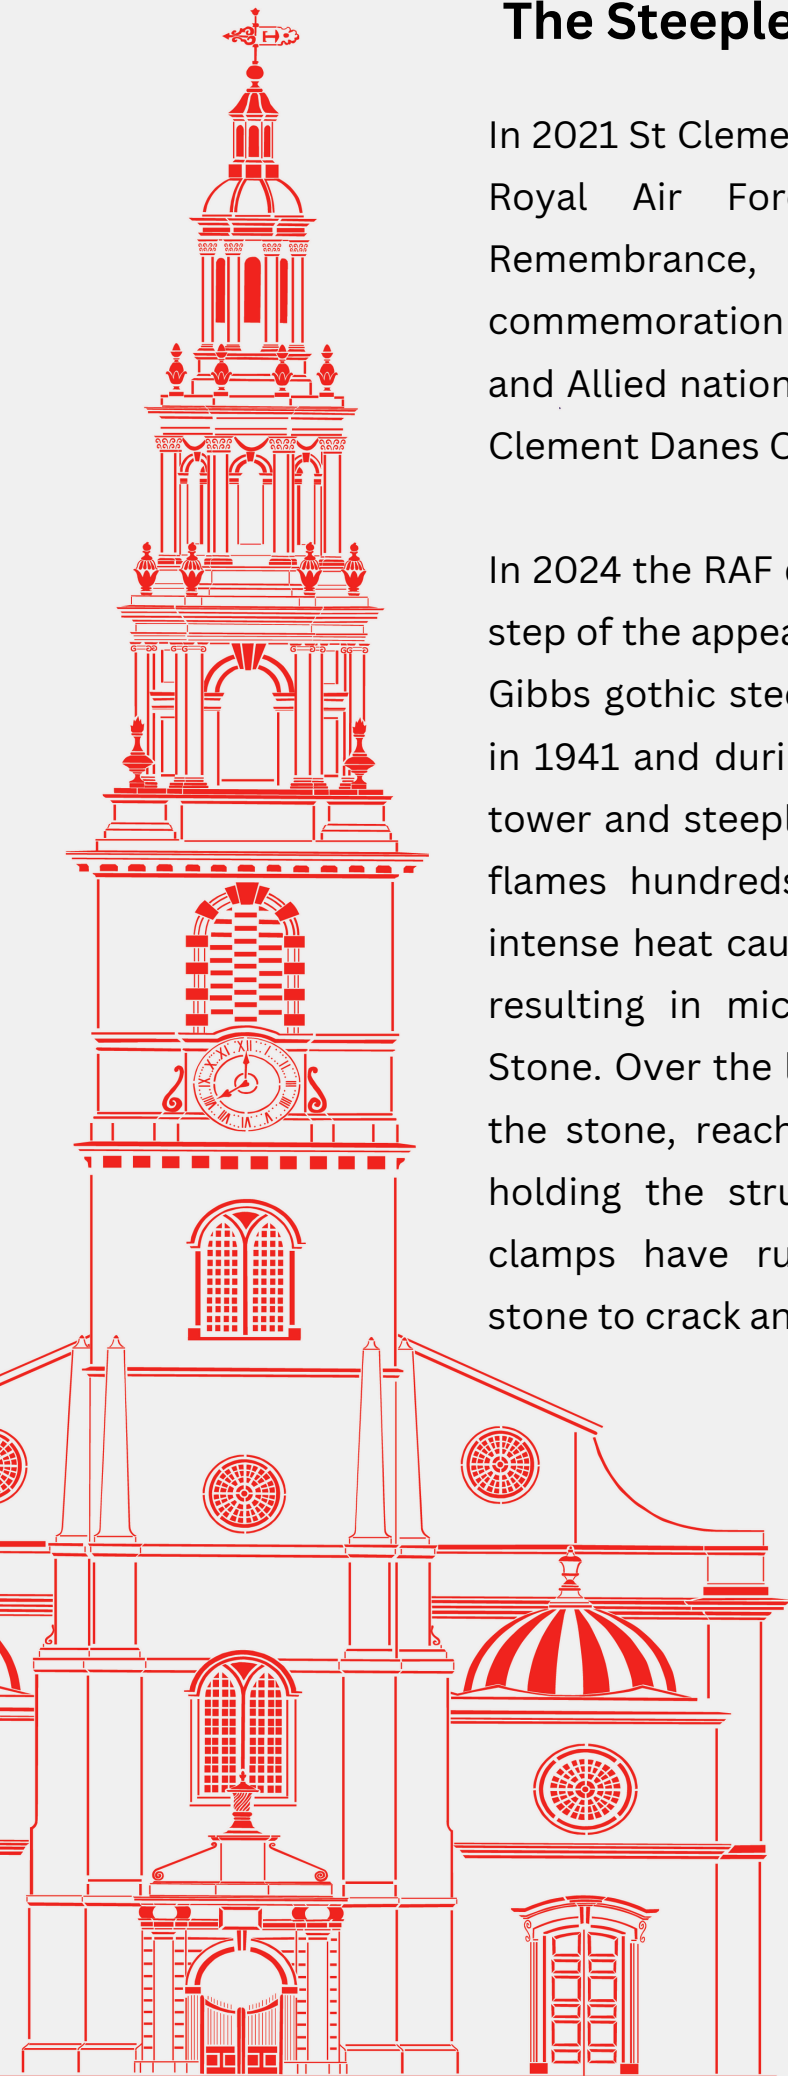 The Steeple
In 2021 St Cleme
Royal Air For
Remembrance,
commemoration
and Allied nation
Clement Danes C
In 2024 the RAF
step of the appea
Gibbs gothic stee
in 1941 and duri
tower and steepl
flames hundreds
intense heat cau
resulting in mic
Stone. Over the
the stone, reach
holding the stru
clamps have ru
stone to crack an